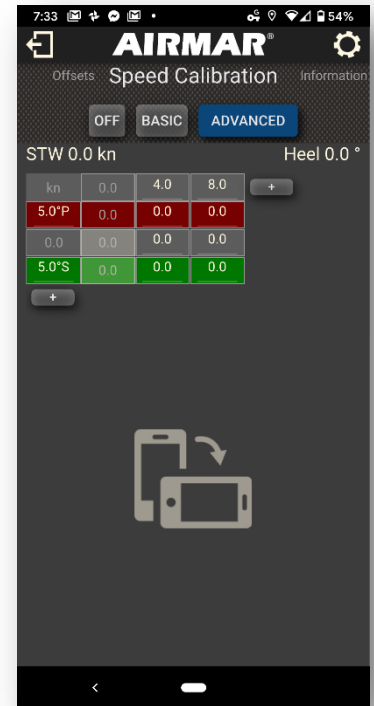 7:33 54%
AIRMAR®
Offsets Speed Calibration Information
OFF BASIC ADVANCED
STW 0.0 kn Heel 0.0 °
kn 0.0 4.0 8.0 +
5.0°P 0.0 0.0 0.0
0.0 0.0 0.0 0.0
5.0°S 0.0 0.0 0.0
+